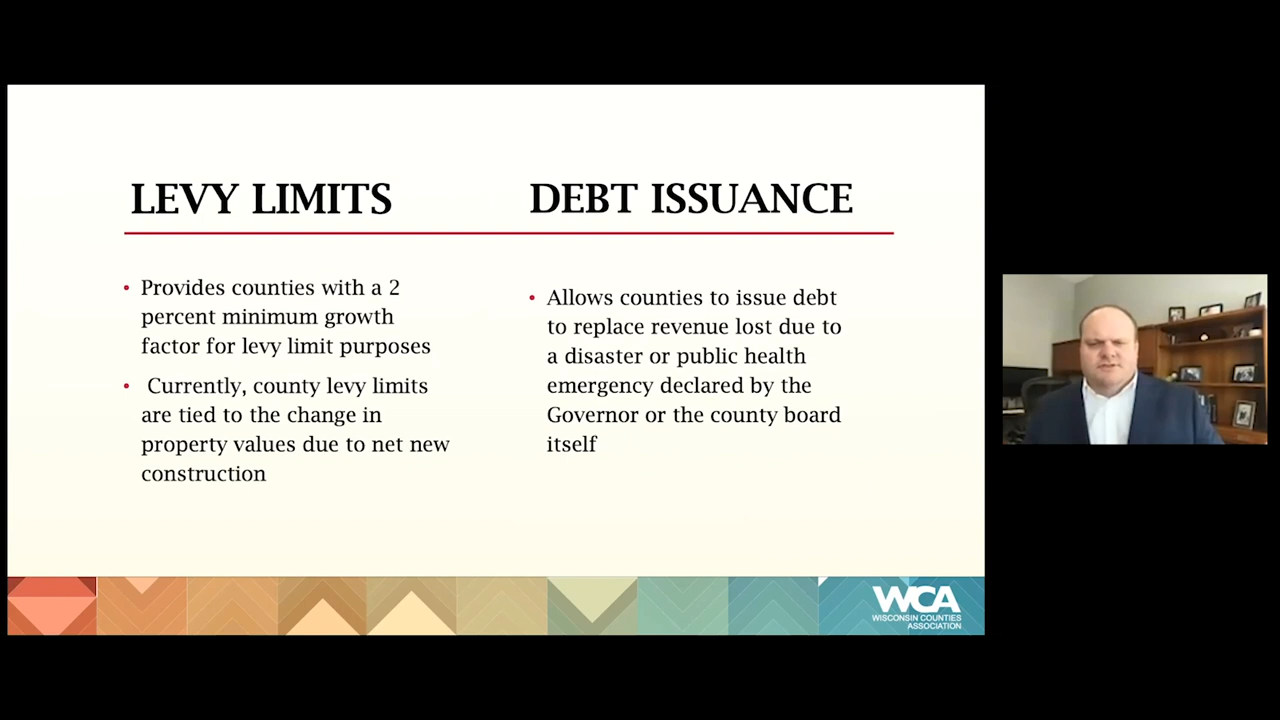 LEVY LIMITS
Provides counties with a 2
percent minimum growth
factor for levy limit purposes
Currently, county levy limits
are tied to the change in
property values due to net new
construction
DEBT ISSUANCE
Allows counties to issue debt
to replace revenue lost due to
a disaster or public health
emergency declared by the
Governor or the county board
itself
WCA
WISCONSIN COUNTIES
ASSOCIATION